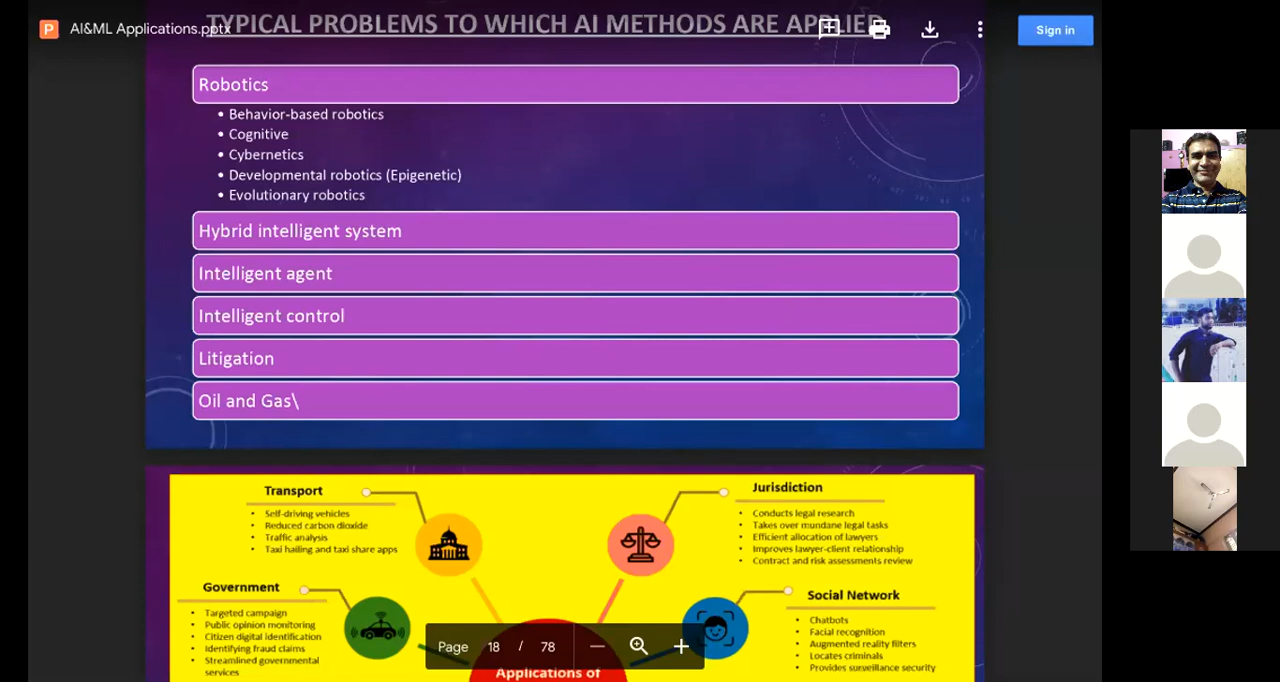 TYPICAL PROBLEMS TO WHICH AI METHODS ARE APPLIED
AI&ML Applications.pptx
Sign in
Robotics
• Behavior-based robotics
• Cognitive
• Cybernetics
• Developmental robotics (Epigenetic)
• Evolutionary robotics
Hybrid intelligent system
Intelligent agent
Intelligent control
Litigation
Oil and Gas\
Transport
• Self-driving vehicles
• Reduced carbon dioxide
• Traffic analysis
• Taxi hailing and taxi share apps
Jurisdiction
• Conducts legal research
• Takes over mundane legal tasks
• Efficient allocation of lawyers
• Improves lawyer-client relationship
• Contract and risk assessments review
Government
• Targeted campaign
• Public opinion monitoring
• Citizen digital identification
• Identifying fraud claims
• Streamlined governmental
services
Social Network
• Chatbots
• Facial recognition
• Augmented reality filters
• Locates criminals
• Provides surveillance security
Page 18 / 78
Applications of